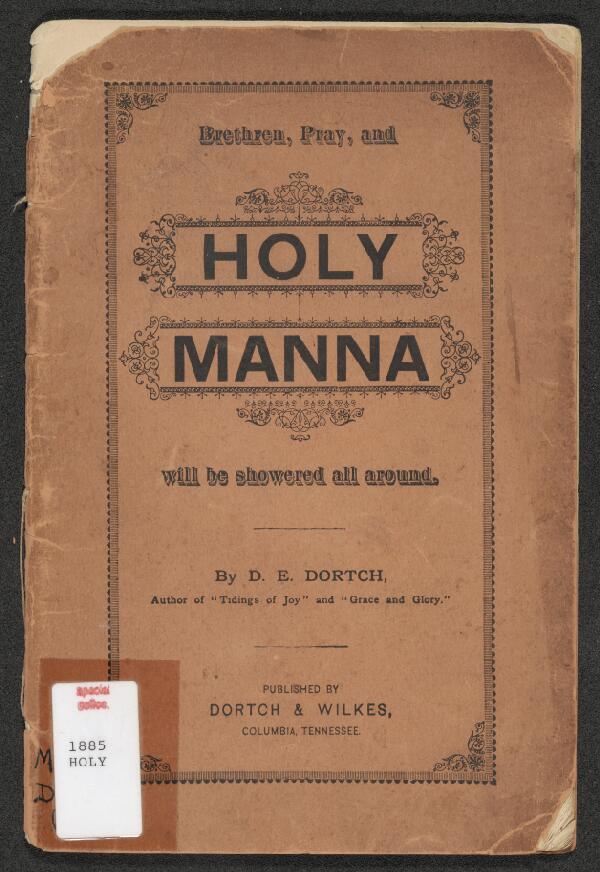 Brethren, Pray, and
HOLY
MANNA
will be showered all around.
By D. E. DORTCH,
Author of "Tidings of Joy" and "Grace and Glory."
PUBLISHED BY
DORTCH & WILKES,
COLUMBIA, TENNESSEE.
special
collec.
1885
HOLY
M
D